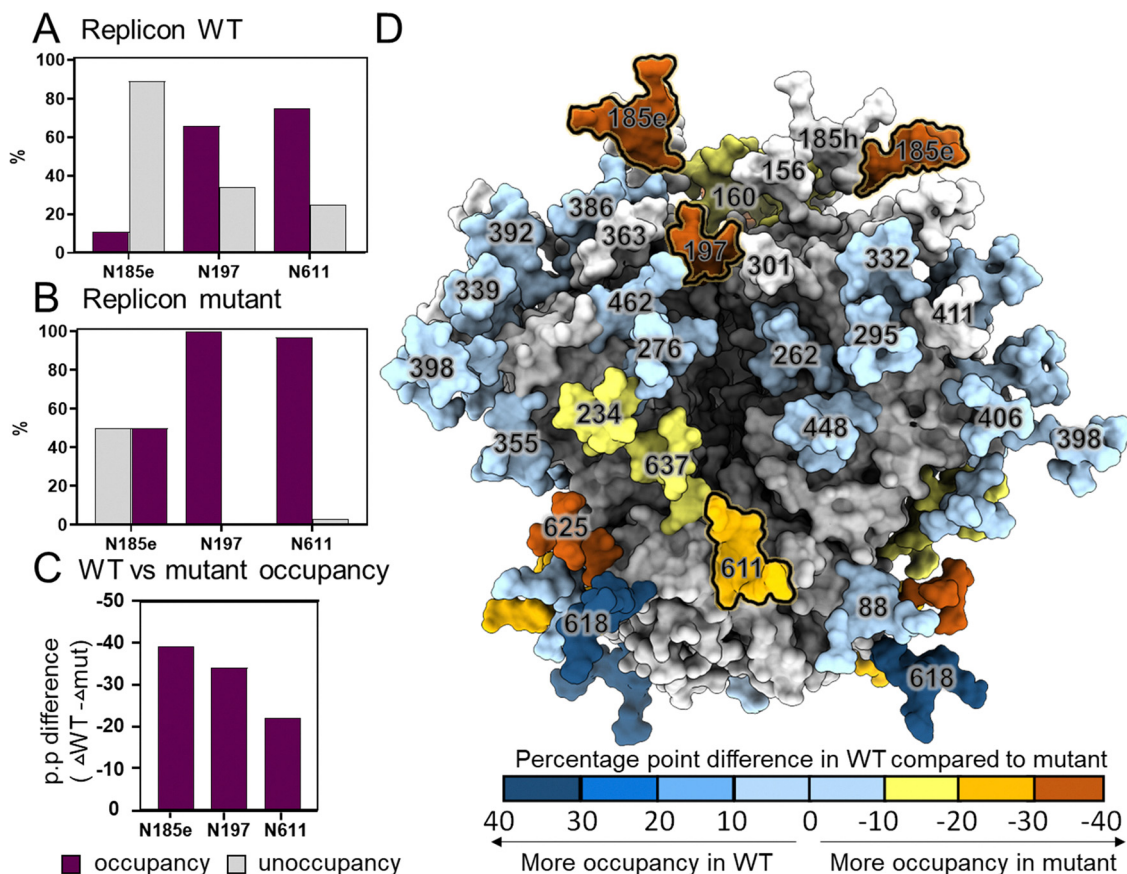 A Replicon WT
100
80
60
40
20
0
%
N185e N197 N611
B Replicon mutant
100
80
60
40
20
0
%
N185e N197 N611
C WT vs mutant occupancy
-50
-40
-30
-20
-10
0
p.p difference
( ΔWT -Δmut)
N185e N197 N611
occupancy unoccupancy
D
185e
185h
185e
156
160
386
392
363
197
301
332
339
462
411
276
262
295
398
234
448
406
398
355
637
625
611
88
618
618
Percentage point difference in WT compared to mutant
40 30 20 10 0 -10 -20 -30 -40
More occupancy in WT More occupancy in mutant